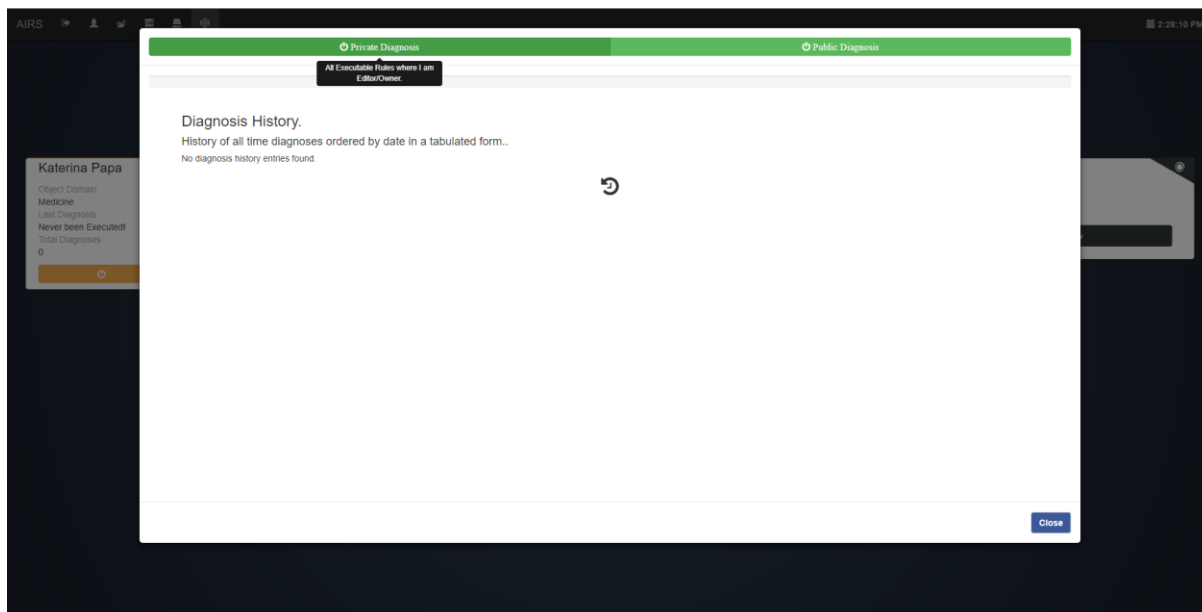 AIRS
2:28:10 PM
Private Diagnosis
Public Diagnosis
All Executable Rules where I am
Editor/Owner.
Diagnosis History.
History of all time diagnoses ordered by date in a tabulated form..
No diagnosis history entries found.
Katerina Papa
Object Domain
Medicine
Last Diagnosis
Never been Executed!
Total Diagnoses
0
Close